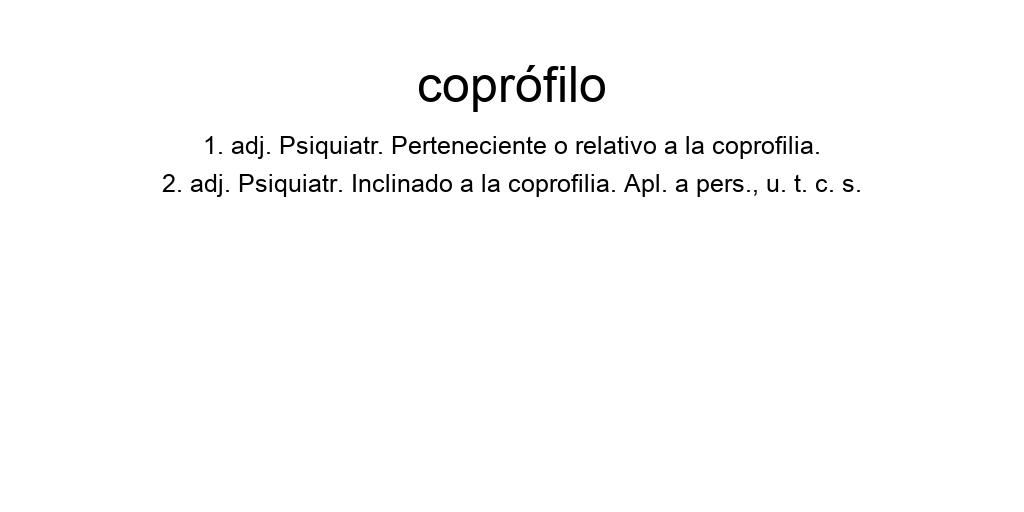 coprófilo
1. adj. Psiquiatr. Perteneciente o relativo a la coprofilia.
2. adj. Psiquiatr. Inclinado a la coprofilia. Apl. a pers., u. t. c. s.